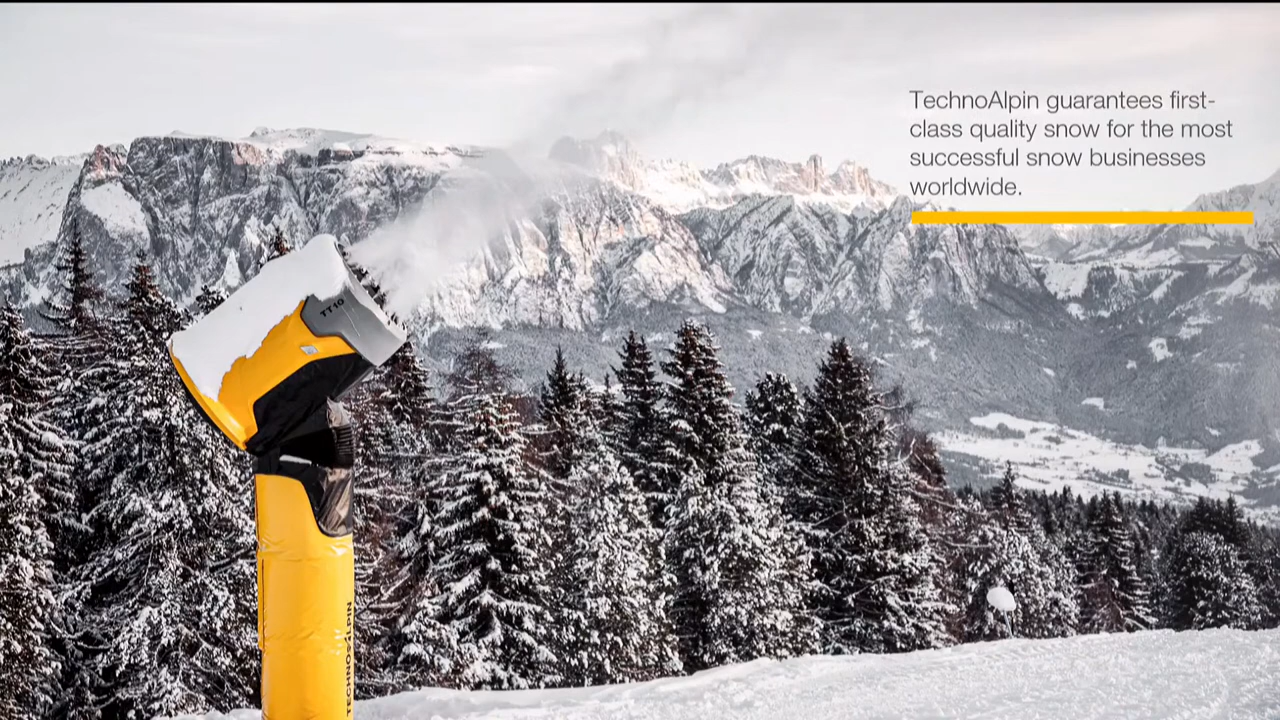 TechnoAlpin guarantees first-
class quality snow for the most
successful snow businesses
worldwide.
TT10
TECHNOALPIN